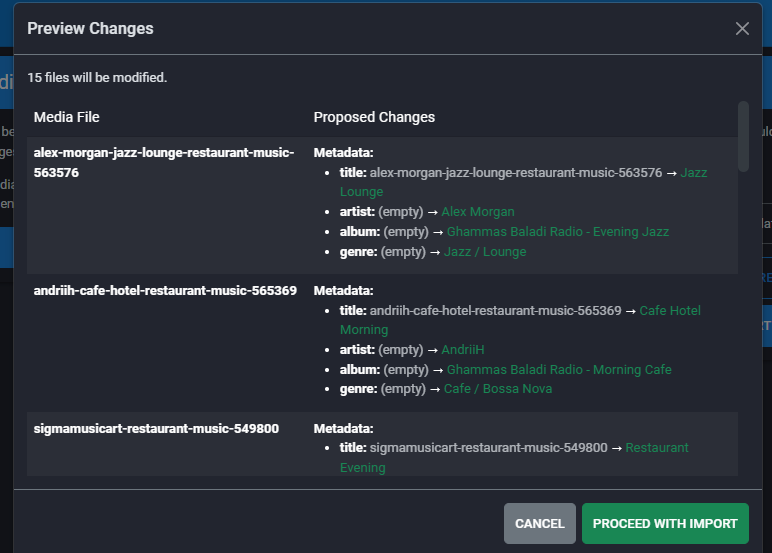 Preview Changes
15 files will be modified.
Media File
Proposed Changes
alex-morgan-jazz-lounge-restaurant-music-
563576
Metadata:
title: alex-morgan-jazz-lounge-restaurant-music-563576 → Jazz
Lounge
artist: (empty) → Alex Morgan
album: (empty) → Ghammas Baladi Radio - Evening Jazz
genre: (empty) → Jazz / Lounge
andriih-cafe-hotel-restaurant-music-565369
Metadata:
title: andriih-cafe-hotel-restaurant-music-565369 → Cafe Hotel
Morning
artist: (empty) → AndriiH
album: (empty) → Ghammas Baladi Radio - Morning Cafe
genre: (empty) → Cafe / Bossa Nova
sigmamusicart-restaurant-music-549800
Metadata:
title: sigmamusicart-restaurant-music-549800 → Restaurant
Evening
CANCEL
PROCEED WITH IMPORT